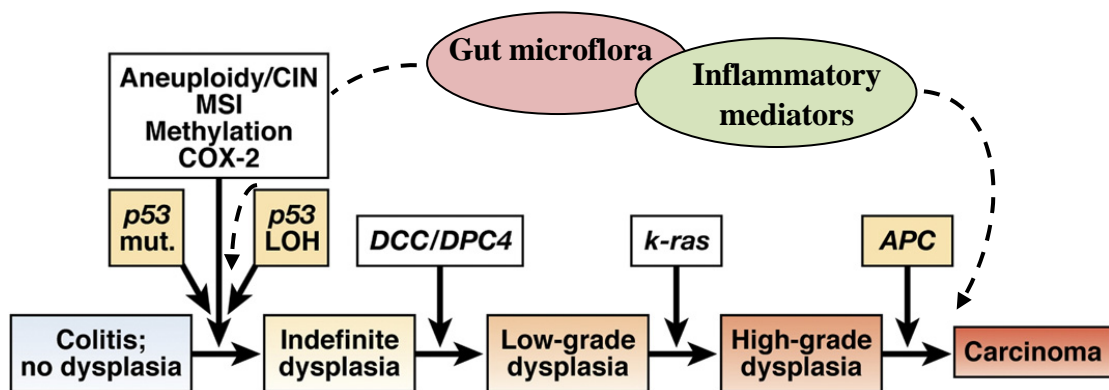 Gut microflora
Inflammatory
mediators
Aneuploidy/CIN
MSI
Methylation
COX-2
p53
mut.
p53
LOH
DCC/DPC4
k-ras
APC
Colitis;
no dysplasia
Indefinite
dysplasia
Low-grade
dysplasia
High-grade
dysplasia
Carcinoma